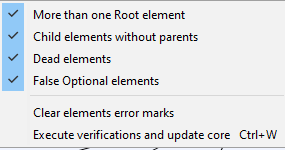 More than one Root element
Child elements without parents
Dead elements
False Optional elements
Clear elements error marks
Execute verifications and update core Ctrl+W